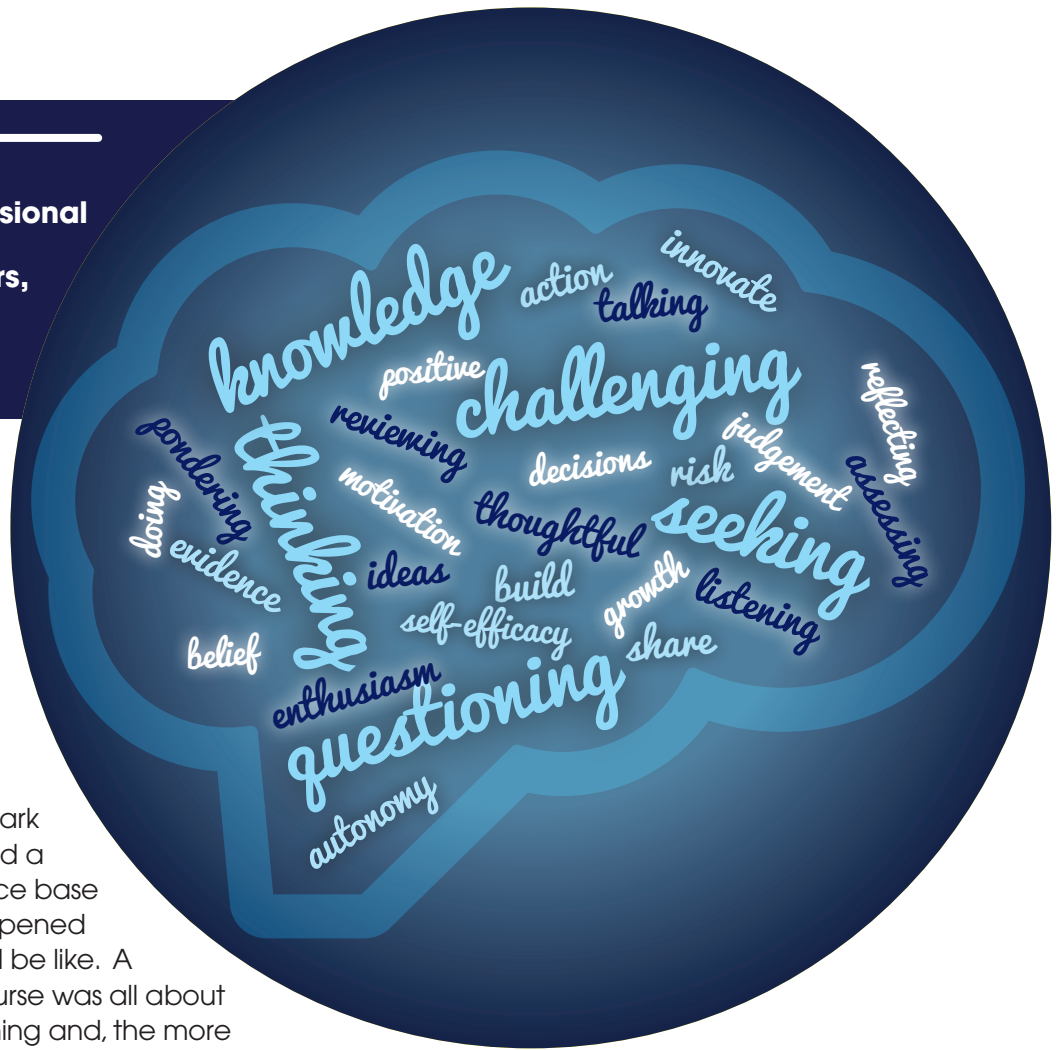 sional
rs,
knowledge
action
innovate
talking
positive
challenging
reflecting
reviewing
judgement
pondering
thinking
decisions
risk
assessing
motivation
doing
thoughtful
seeking
evidence
ideas
build
growth
listening
self-efficacy
share
belief
enthusiasm
questioning
autonomy
ark
d a
ce base
pened
l be like. A
urse was all about
ning and, the more